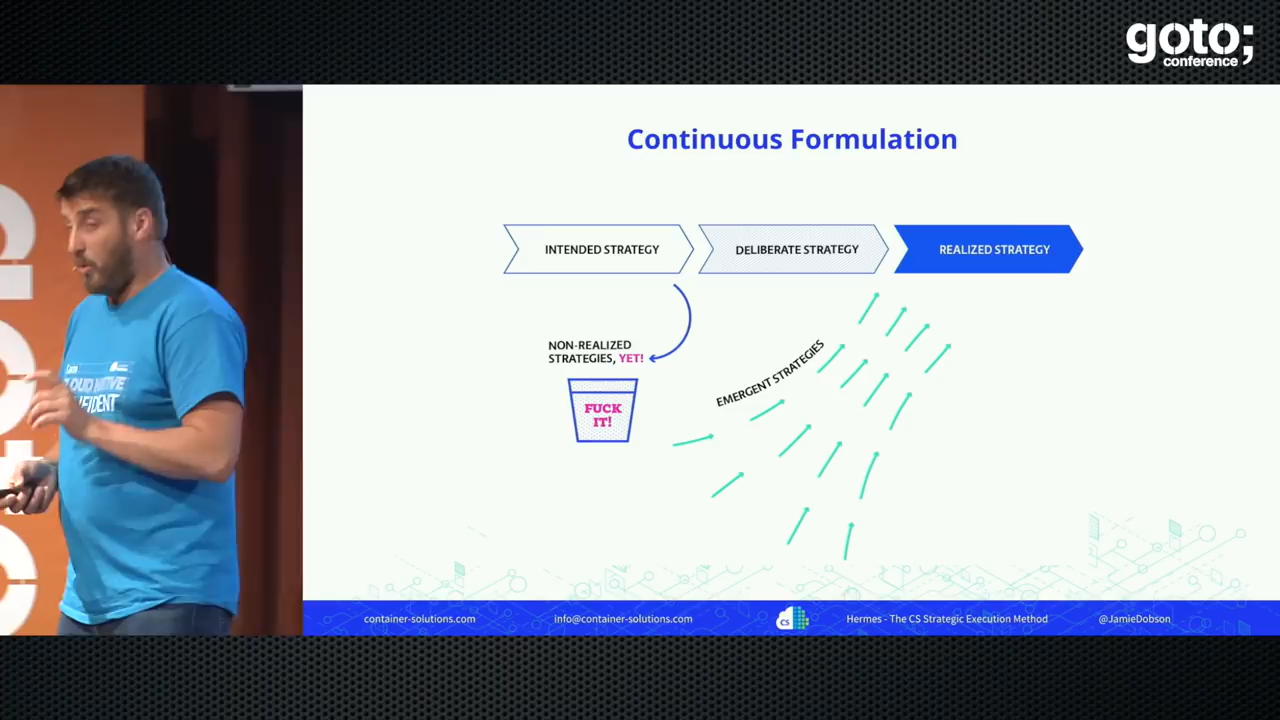 goto;
conference
Continuous Formulation
INTENDED STRATEGY
DELIBERATE STRATEGY
REALIZED STRATEGY
NON-REALIZED
STRATEGIES, YET!
FUCK
IT!
EMERGENT STRATEGIES
container-solutions.com
info@container-solutions.com
CS
Hermes - The CS Strategic Execution Method
@JamieDobson